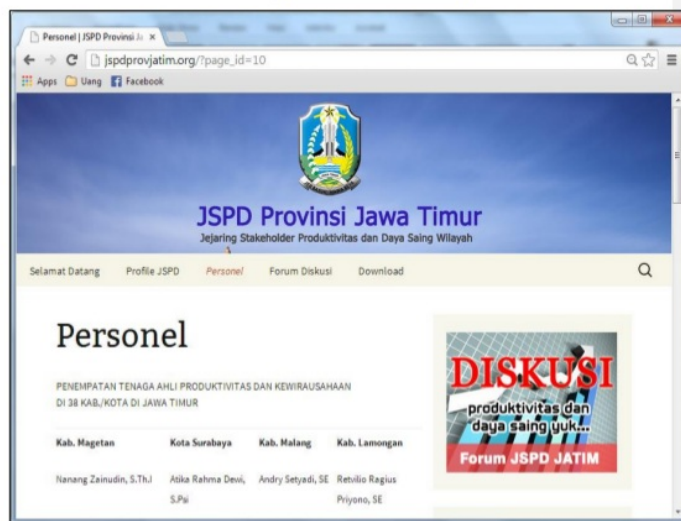 Personel | JSPD Provinsi Ja
jspdprovjatim.org/?page_id=10
Apps Uang Facebook
JSPD Provinsi Jawa Timur
Jejaring Stakeholder Produktivitas dan Daya Saing Wilayah
Selamat Datang Profile JSPD Personel Forum Diskusi Download
Personel
PENEMPATAN TENAGA AHLI PRODUKTIVITAS DAN KEWIRAUSAHAAN
DI 38 KAB./KOTA DI JAWA TIMUR
Kab. Magetan Kota Surabaya Kab. Malang Kab. Lamongan
Nanang Zainudin, S.Th.I Atika Rahma Dewi, Andry Setyadi, SE Retvilio Ragius
S.Psi Priyono, SE
DISKUSI
produktivitas dan
daya saing yuk...
Forum JSPD JATIM